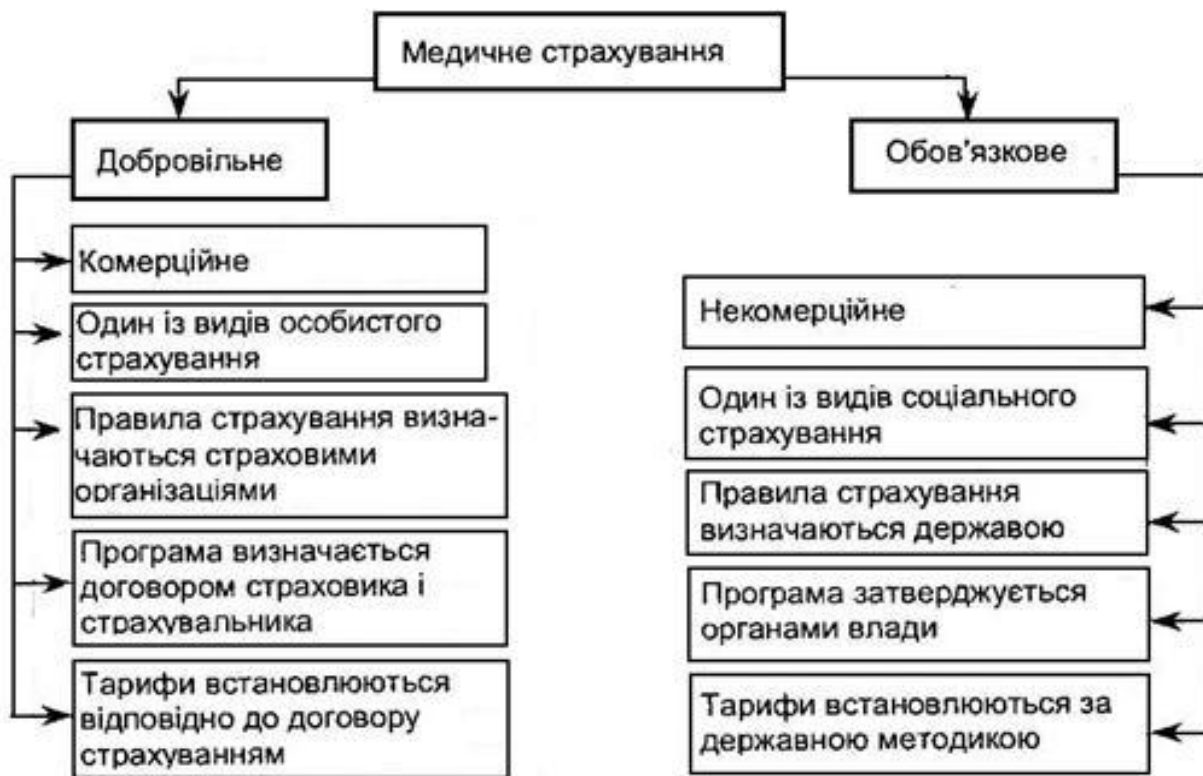 Медичне страхування
Добровільне
Обов’язкове
Комерційне
Один із видів особистого
страхування
Правила страхування визна-
чаються страховими
організаціями
Програма визначається
договором страховика і
страхувальника
Тарифи встановлюються
відповідно до договору
страхуванням
Некомерційне
Один із видів соціального
страхування
Правила страхування
визначаються державою
Програма затверджується
органами влади
Тарифи встановлюються за
державною методикою